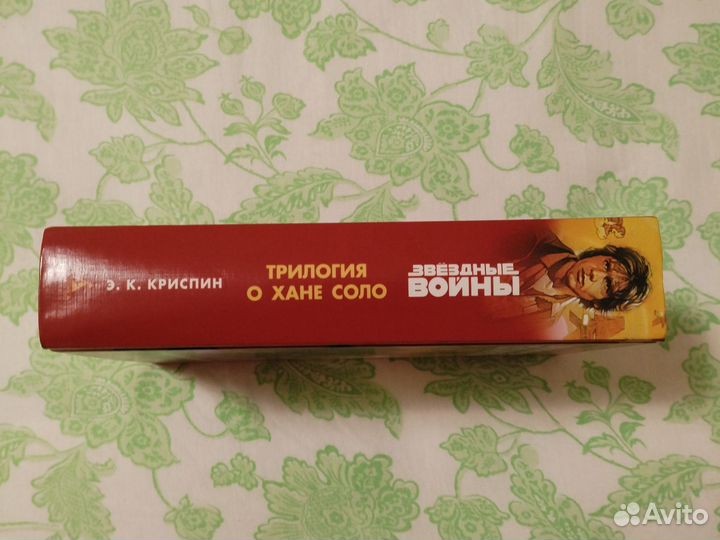 Э. К. КРИСПИН
ТРИЛОГИЯ
О ХАНЕ СОЛО
ЗВЁЗДНЫЕ
ВОЙНЫ
Avito